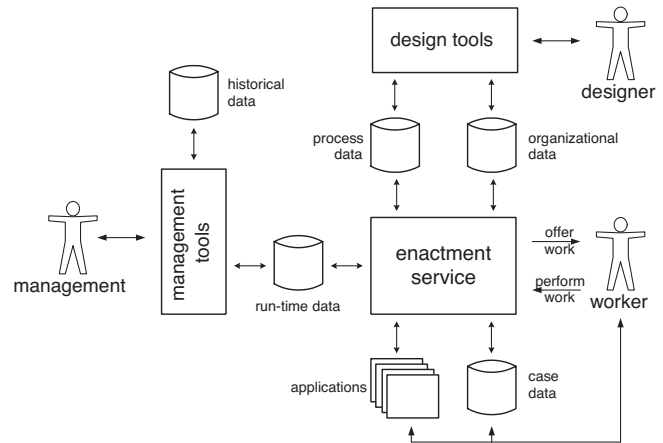 design tools
designer
historical
data
process
data
organizational
data
management
tools
management
run-time data
enactment
service
offer
work
perform
work
worker
applications
case
data